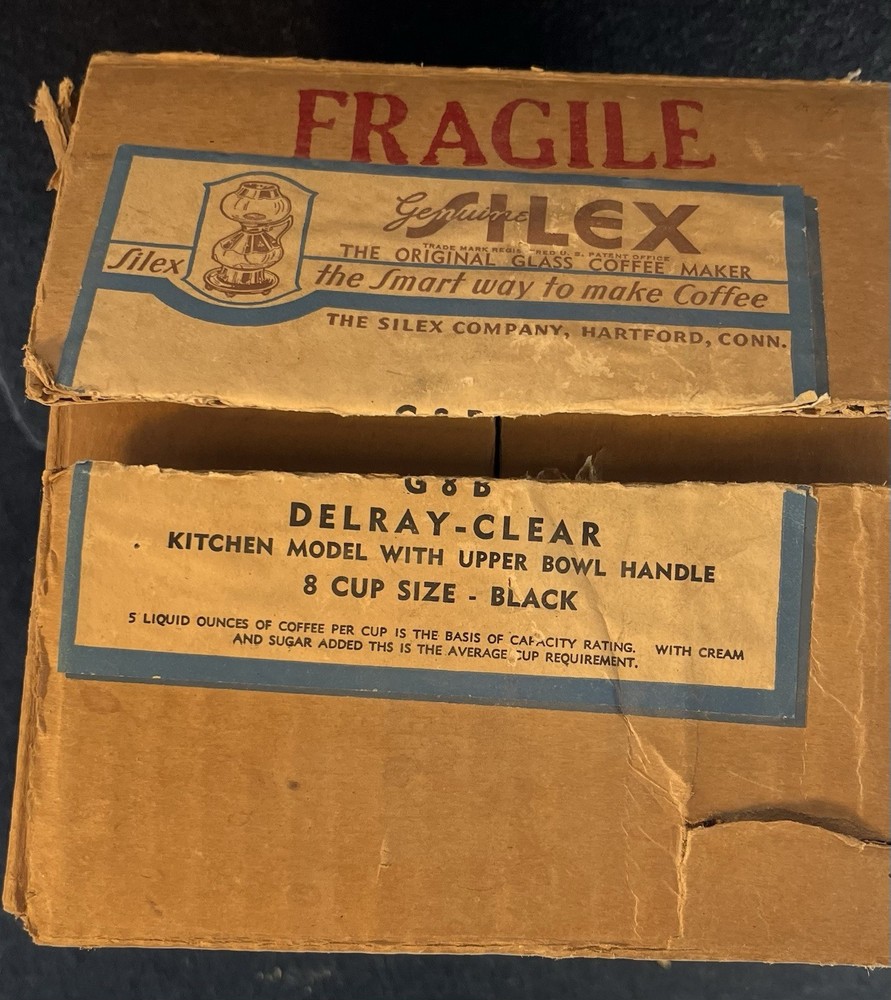 FRAGILE
Genuine SILEX
TRADE MARK REGISTERED U. S. PATENT OFFICE
THE ORIGINAL GLASS COFFEE MAKER
Silex
the Smart way to make Coffee
THE SILEX COMPANY, HARTFORD, CONN.
G 8 B
DELRAY-CLEAR
KITCHEN MODEL WITH UPPER BOWL HANDLE
8 CUP SIZE - BLACK
5 LIQUID OUNCES OF COFFEE PER CUP IS THE BASIS OF CAPACITY RATING. WITH CREAM
AND SUGAR ADDED THS IS THE AVERAGE CUP REQUIREMENT.